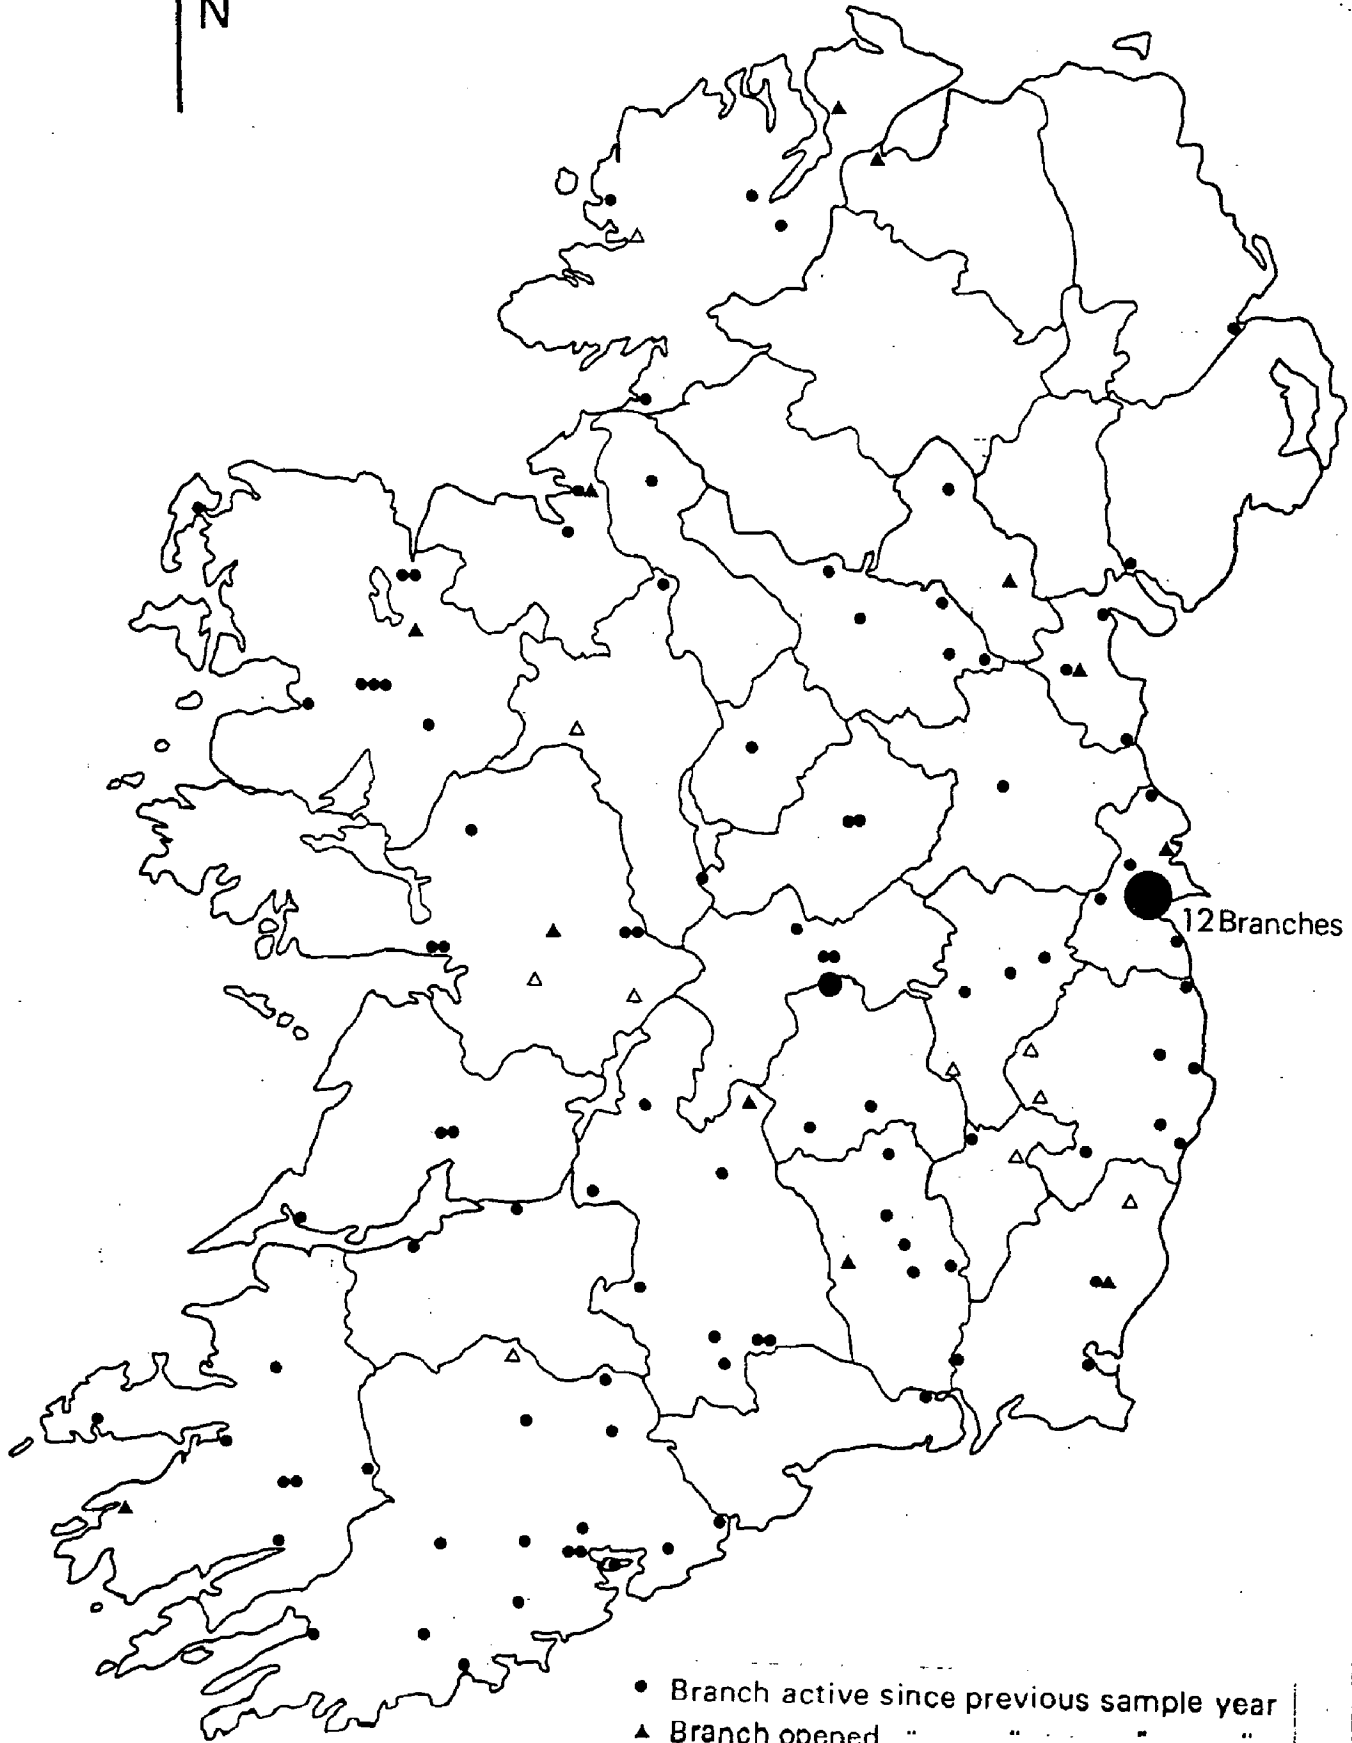 N
12 Branches
Branch active since previous sample year
Branch opened " " " "